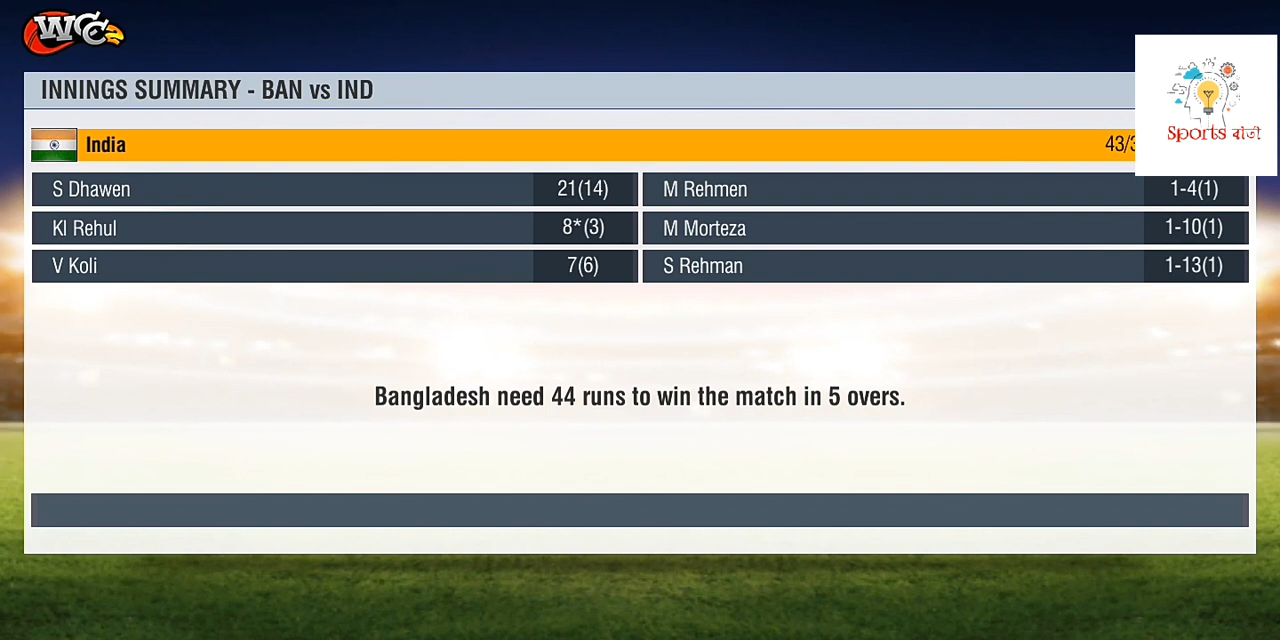 WCC2
INNINGS SUMMARY - BAN vs IND
Sports बांडी
India 43/3
S Dhawen 21(14) M Rehmen 1-4(1)
Kl Rehul 8*(3) M Morteza 1-10(1)
V Koli 7(6) S Rehman 1-13(1)
Bangladesh need 44 runs to win the match in 5 overs.